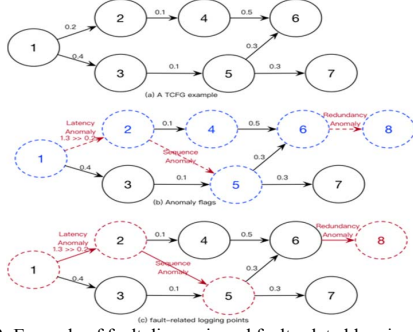 2
0.1
4
0.5
6
0.2
1
0.3
0.4
3
0.1
5
0.3
7
(a) A TCFG example
Latency
Anomaly
1.3 >> 0.2
2
0.1
4
0.5
6
Redundancy
Anomaly
8
1
Sequence
Anomaly
0.3
0.4
3
0.1
5
0.3
7
(b) Anomaly flags
Latency
Anomaly
1.3 >> 0.2
2
0.1
4
0.5
6
Redundancy
Anomaly
8
1
Sequence
Anomaly
0.3
0.4
3
0.1
5
0.3
7
(c) fault-related logging points